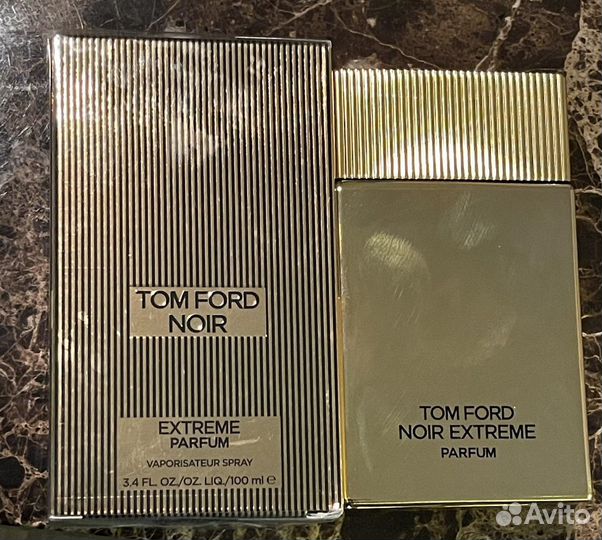 TOM FORD
NOIR
EXTREME
PARFUM
VAPORISATEUR SPRAY
3.4 FL. OZ./OZ. LIQ./100 ml ℮
TOM FORD
NOIR EXTREME
PARFUM
Avito